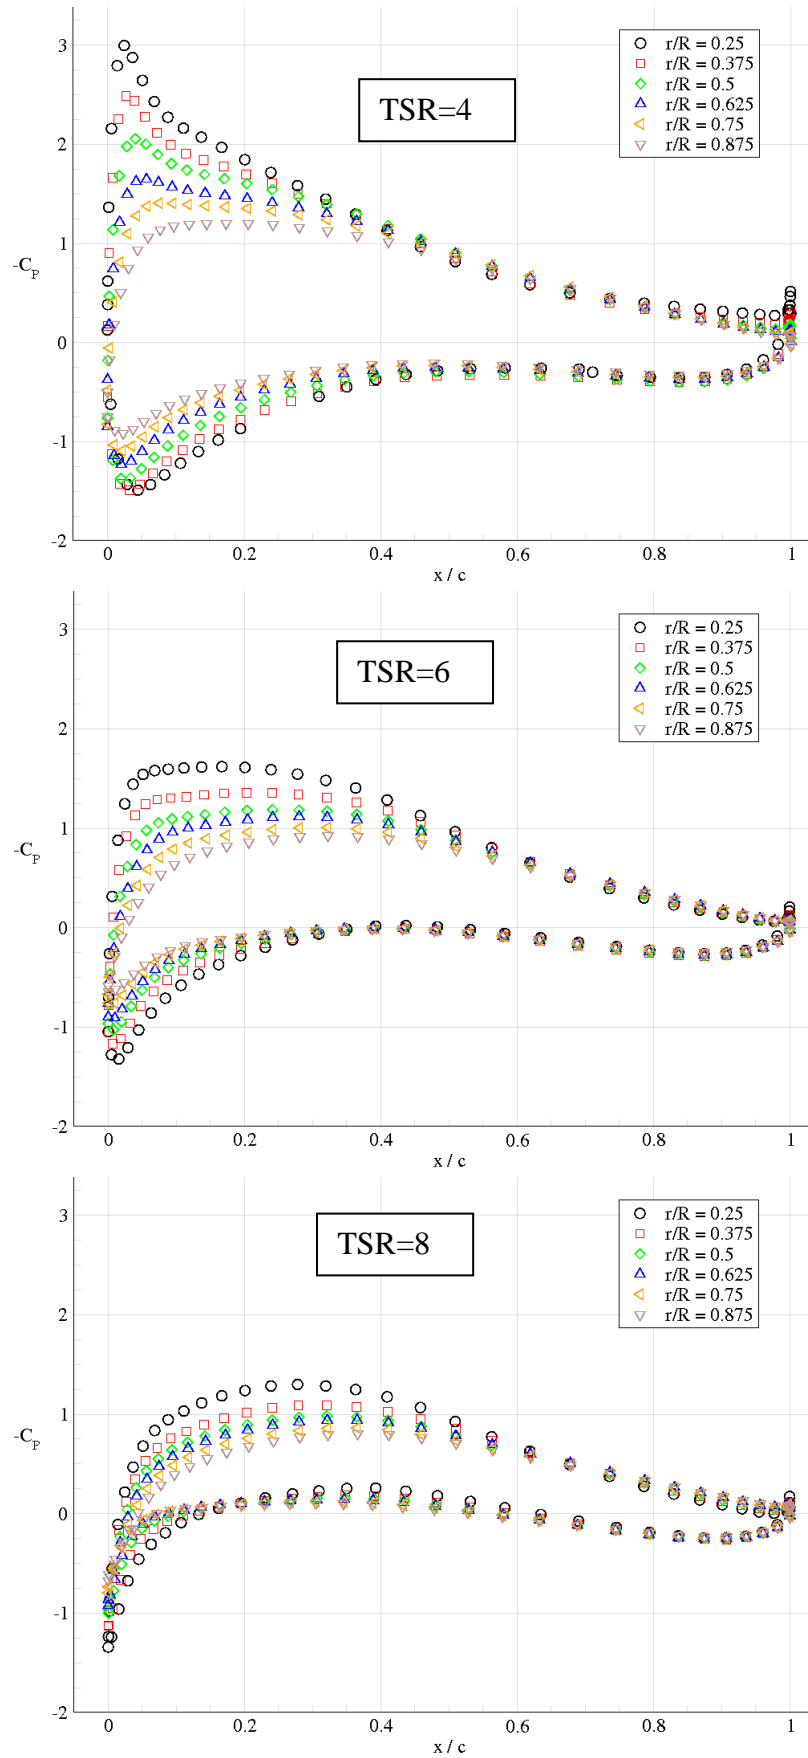 3
r/R = 0.25
r/R = 0.375
r/R = 0.5
r/R = 0.625
r/R = 0.75
r/R = 0.875
TSR=4
2
1
-Cp
0
-1
-2
0 0.2 0.4 0.6 0.8 1
x / c
3
r/R = 0.25
r/R = 0.375
r/R = 0.5
r/R = 0.625
r/R = 0.75
r/R = 0.875
TSR=6
2
1
-Cp
0
-1
-2
0 0.2 0.4 0.6 0.8 1
x / c
3
r/R = 0.25
r/R = 0.375
r/R = 0.5
r/R = 0.625
r/R = 0.75
r/R = 0.875
TSR=8
2
1
-Cp
0
-1
-2
0 0.2 0.4 0.6 0.8 1
x / c